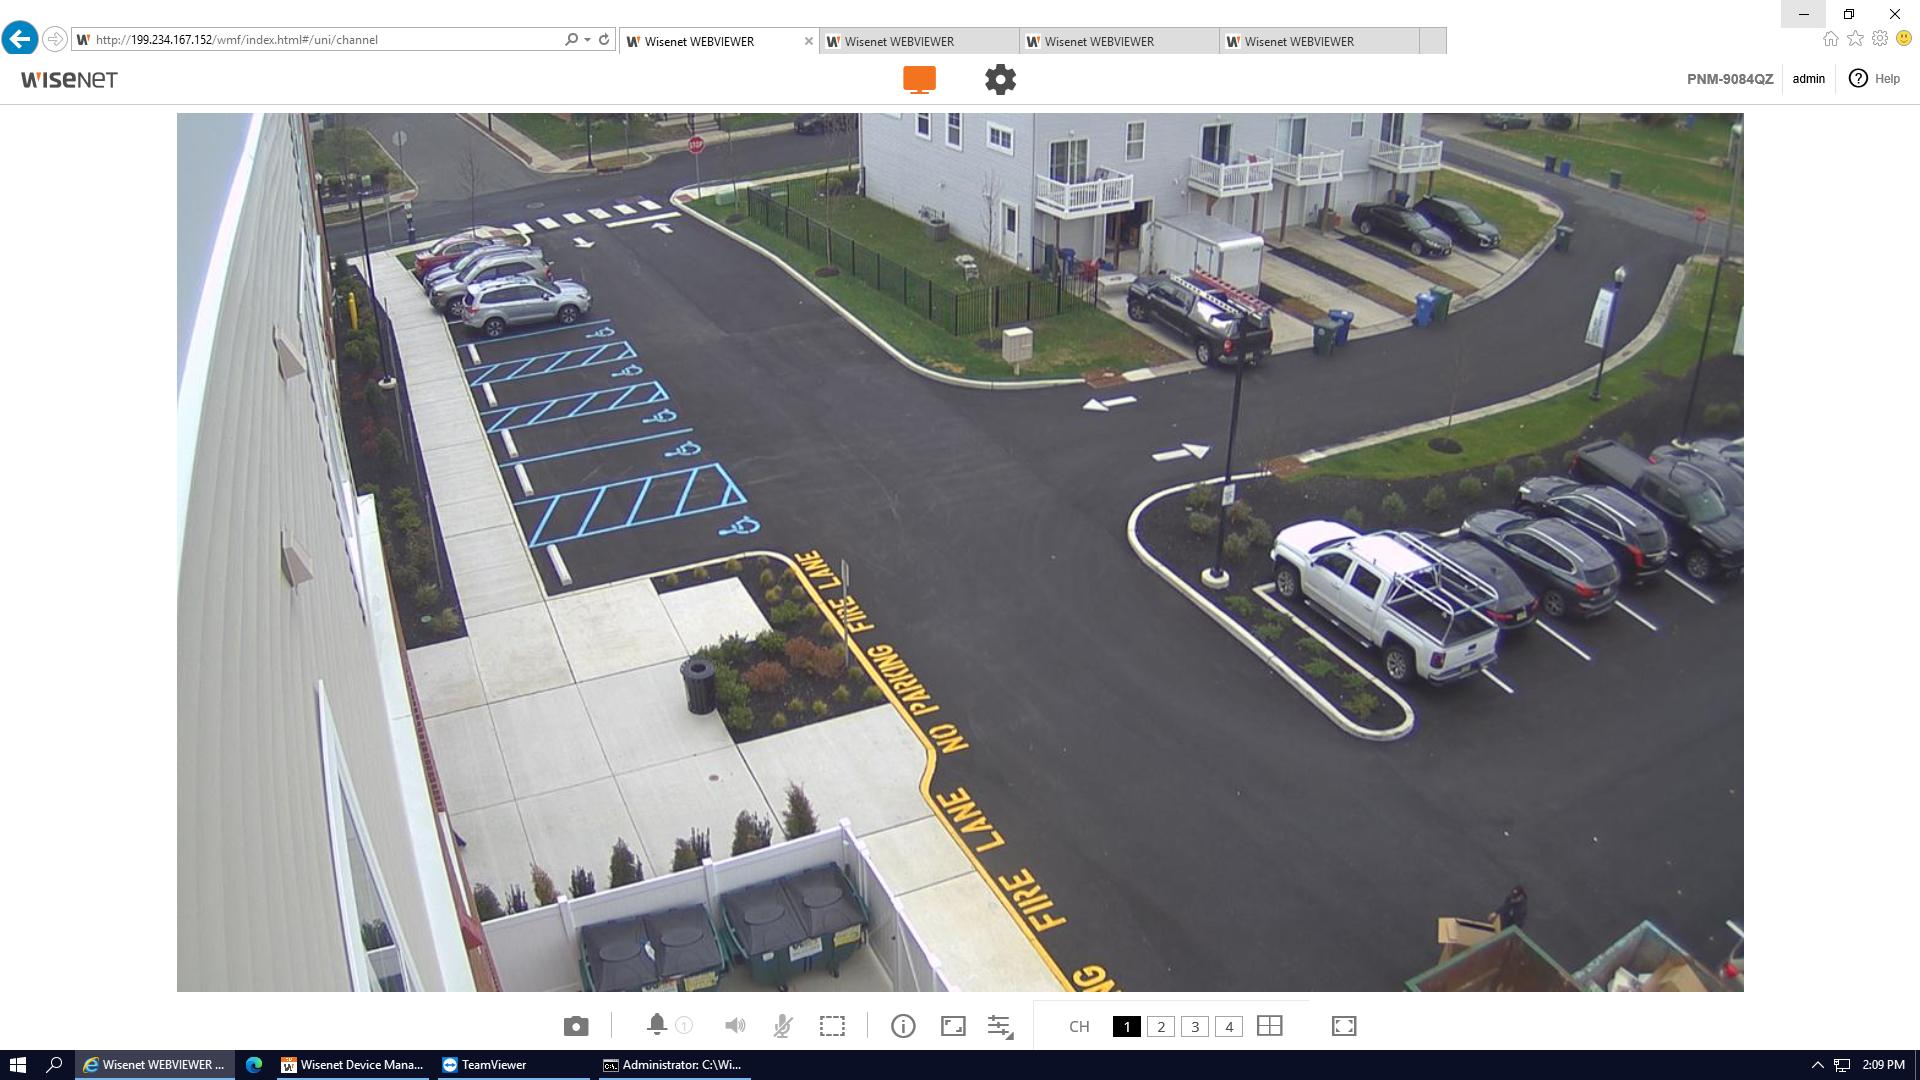 http://199.234.167.152/wmf/index.html#/uni/channel
Wisenet WEBVIEWER
Wisenet WEBVIEWER
Wisenet WEBVIEWER
Wisenet WEBVIEWER
WISENET
PNM-9084QZ
admin
? Help
STOP
FIRE LANE
NO PARKING
FIRE LANE
NG
1
CH
1
2
3
4
Wisenet WEBVIEWER ...
Wisenet Device Mana...
TeamViewer
Administrator: C:\Wi...
2:09 PM